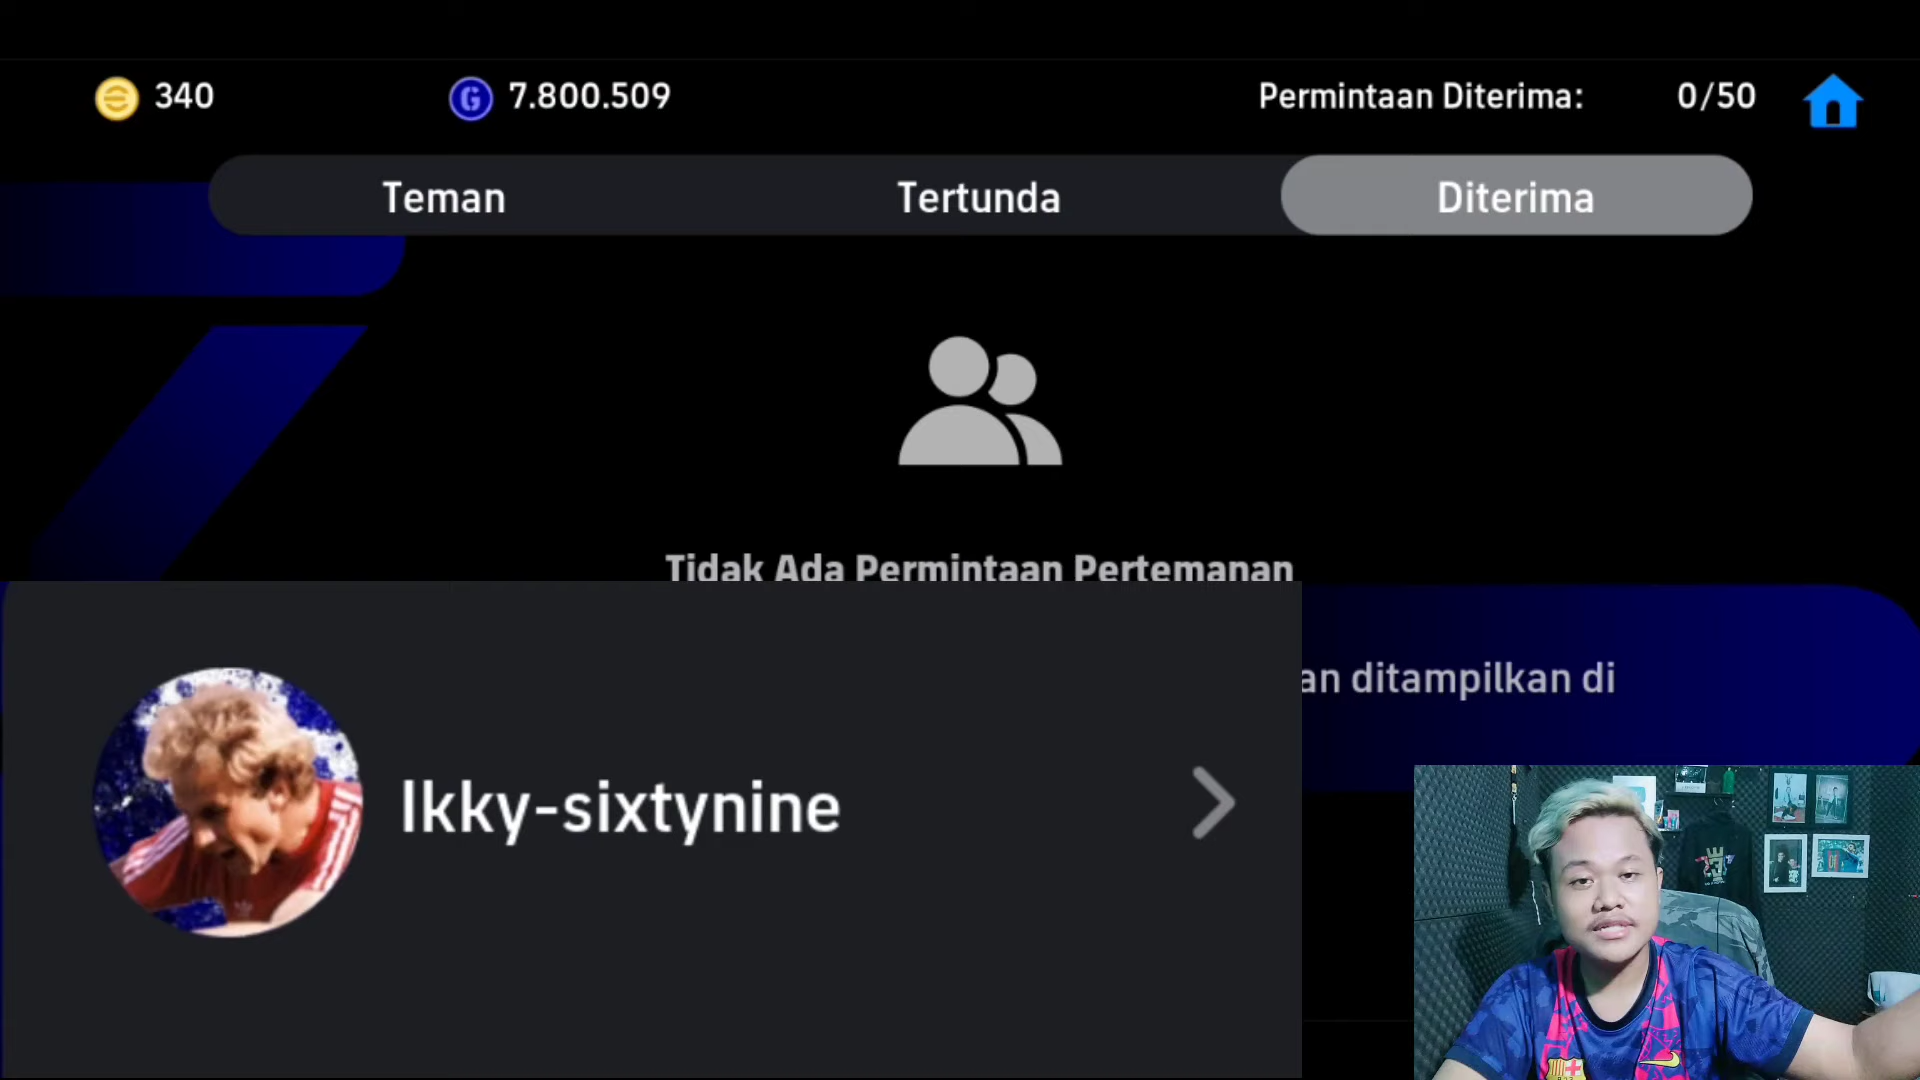 340
7.800.509
Permintaan Diterima: 0/50
Teman
Tertunda
Diterima
Tidak Ada Permintaan Pertemanan
an ditampilkan di
Ikky-sixtynine